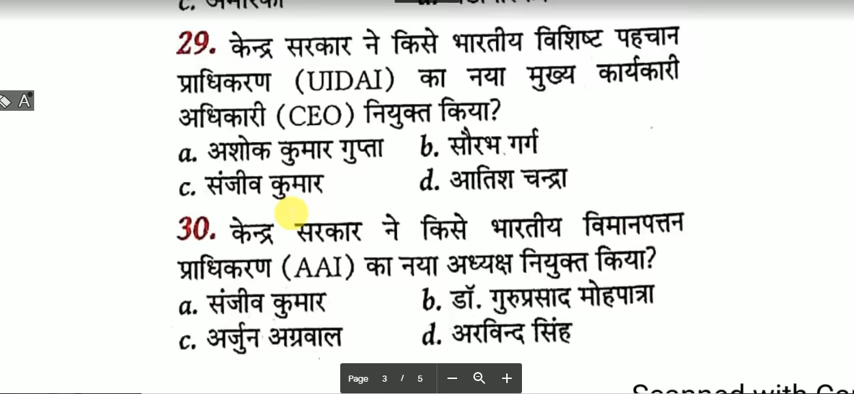 29. केन्द्र सरकार ने किसे भारतीय विशिष्ट पहचान
प्राधिकरण (UIDAI) का नया मुख्य कार्यकारी
A
अधिकारी (CEO) नियुक्त किया?
a. अशोक कुमार गुप्ता b. सौरभ गर्ग
c. संजीव कुमार d. आतिश चन्द्रा
30. केन्द्र सरकार ने किसे भारतीय विमानपत्तन
प्राधिकरण (AAI) का नया अध्यक्ष नियुक्त किया?
a. संजीव कुमार b. डॉ. गुरुप्रसाद मोहपात्रा
c. अर्जुन अग्रवाल d. अरविन्द सिंह
Page 3 / 5 − +